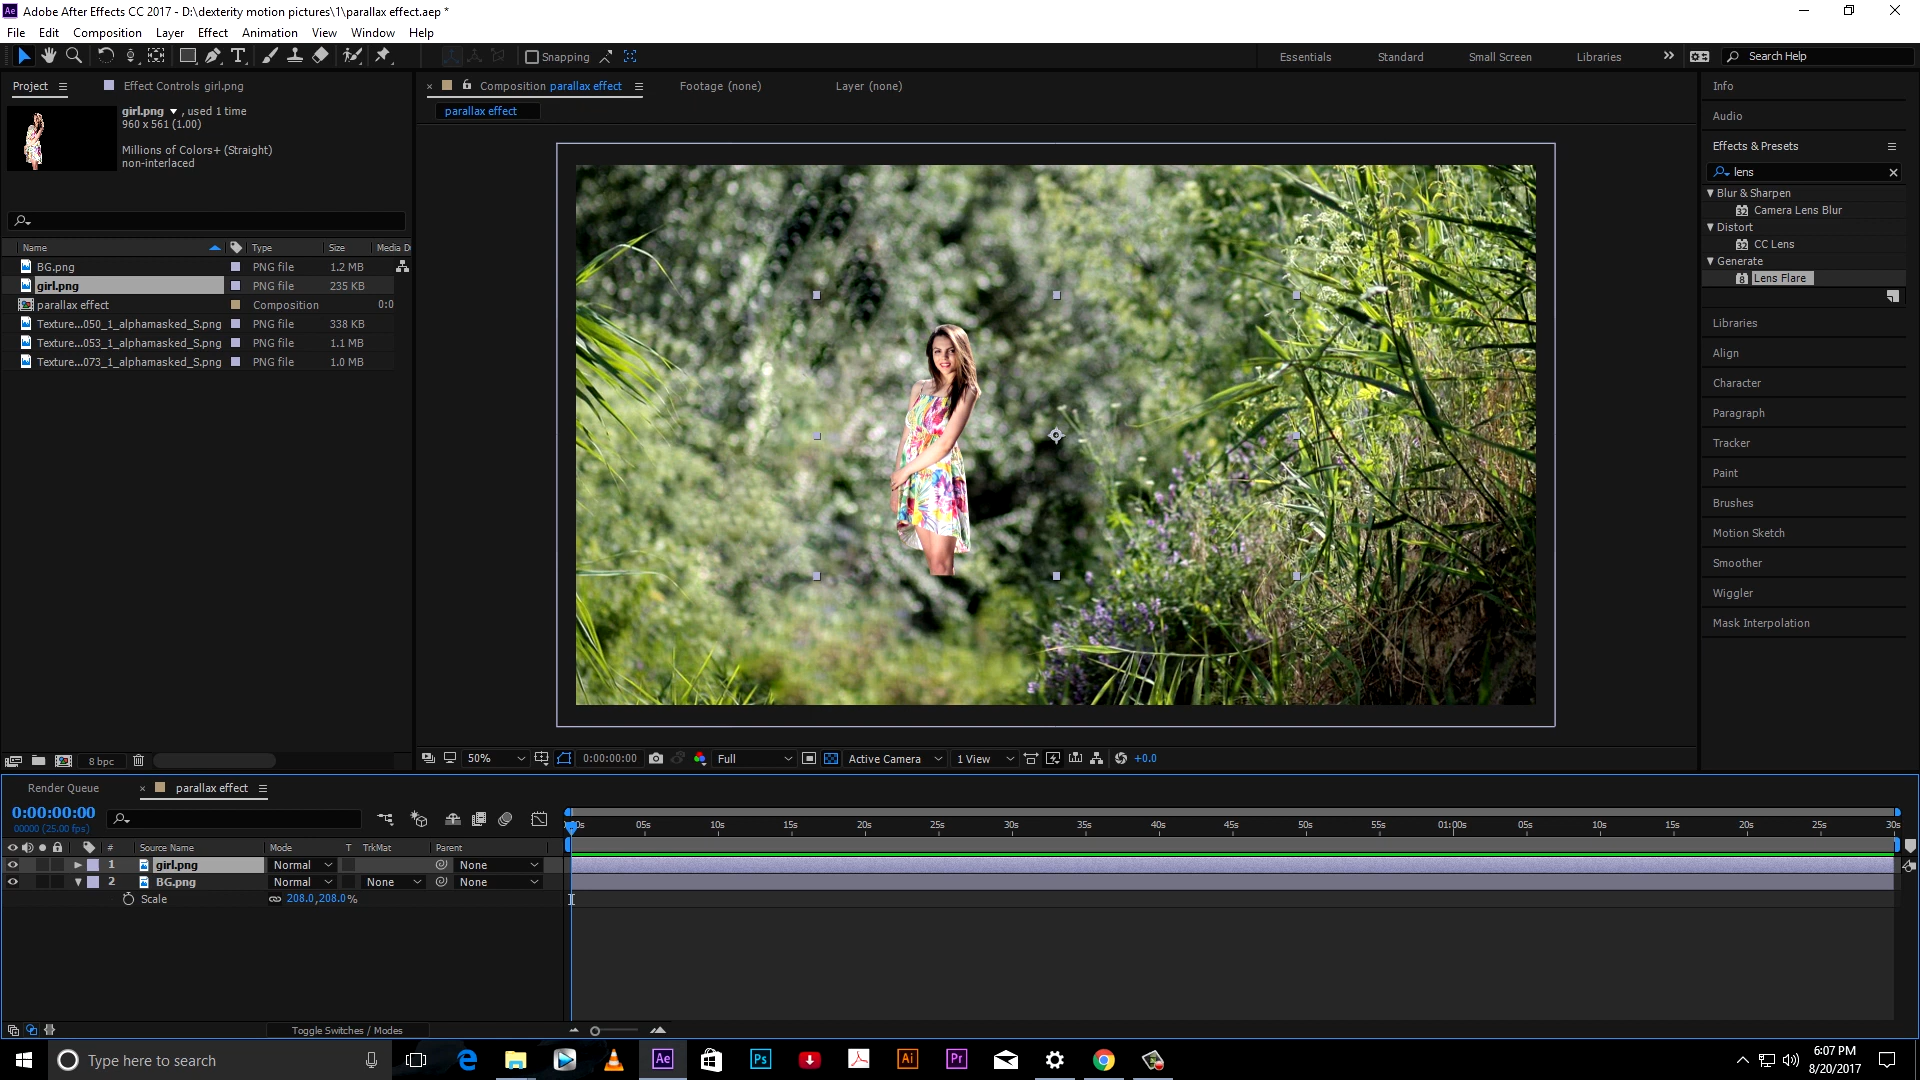 Adobe After Effects CC 2017 - D:\dexterity motion pictures\1\parallax effect.aep *
File Edit Composition Layer Effect Animation View Window Help
Snapping
Essentials Standard Small Screen Libraries Search Help
Project Effect Controls girl.png
girl.png , used 1 time
960 x 561 (1.00)
Millions of Colors+ (Straight)
non-interlaced
Name Type Size Media D
BG.png PNG file 1.2 MB
girl.png PNG file 235 KB
parallax effect Composition 0:0
Texture...050_1_alphamasked_S.png PNG file 338 KB
Texture...053_1_alphamasked_S.png PNG file 1.1 MB
Texture...073_1_alphamasked_S.png PNG file 1.0 MB
8 bpc
Composition parallax effect Footage (none) Layer (none)
parallax effect
50% 0:00:00:00 Full Active Camera 1 View +0.0
Info
Audio
Effects & Presets
lens
Blur & Sharpen
32 Camera Lens Blur
Distort
32 CC Lens
Generate
8 Lens Flare
Libraries
Align
Character
Paragraph
Tracker
Paint
Brushes
Motion Sketch
Smoother
Wiggler
Mask Interpolation
Render Queue parallax effect
0:00:00:00
00000 (25.00 fps)
00s 05s 10s 15s 20s 25s 30s 35s 40s 45s 50s 55s 01:00s 05s 10s 15s 20s 25s 30s
# Source Name Mode T TrkMat Parent
1 girl.png Normal None
2 BG.png Normal None None
Scale 208.0,208.0%
Toggle Switches / Modes
Type here to search
Ae Ps Ai Pr
6:07 PM
8/20/2017